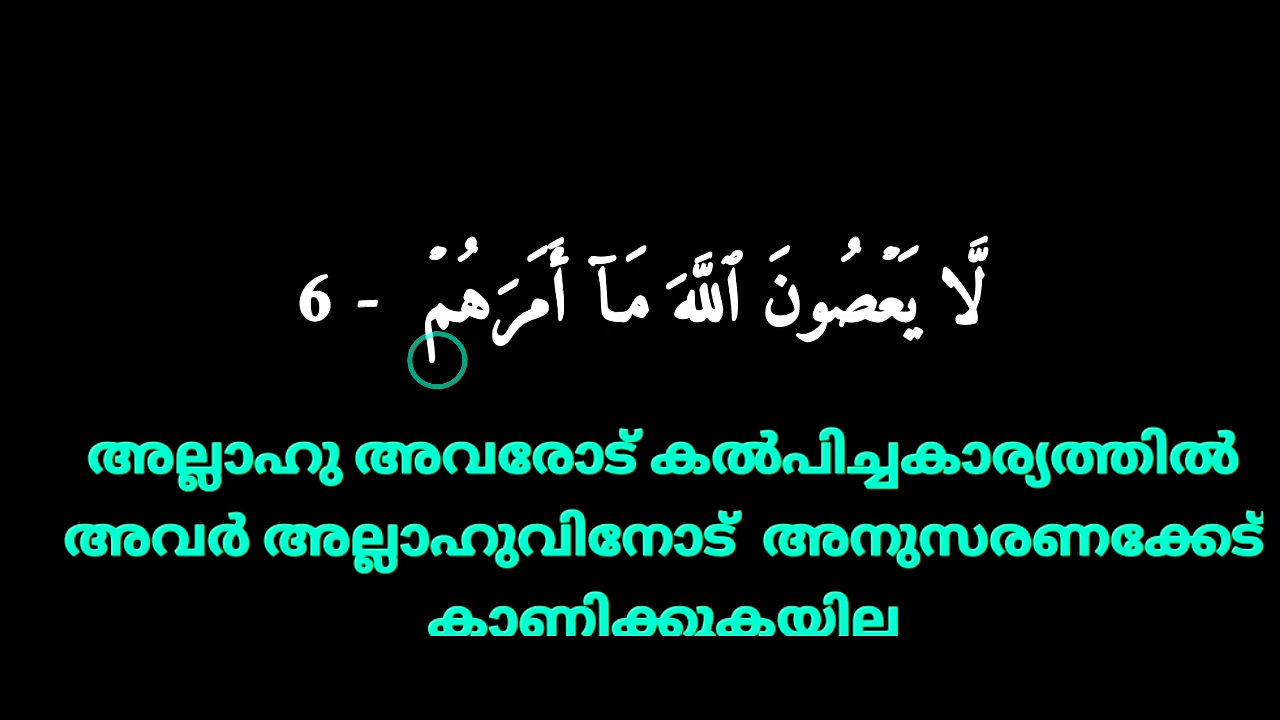 لَّا يَعۡصُونَ ٱللَّهَ مَآ أَمَرَهُمۡ - 6
അല്ലാഹു അവരോട് കൽപിച്ചകാര്യത്തിൽ
അവർ അല്ലാഹുവിനോട് അനുസരണക്കേട്
കാണിക്കുകയില്ല